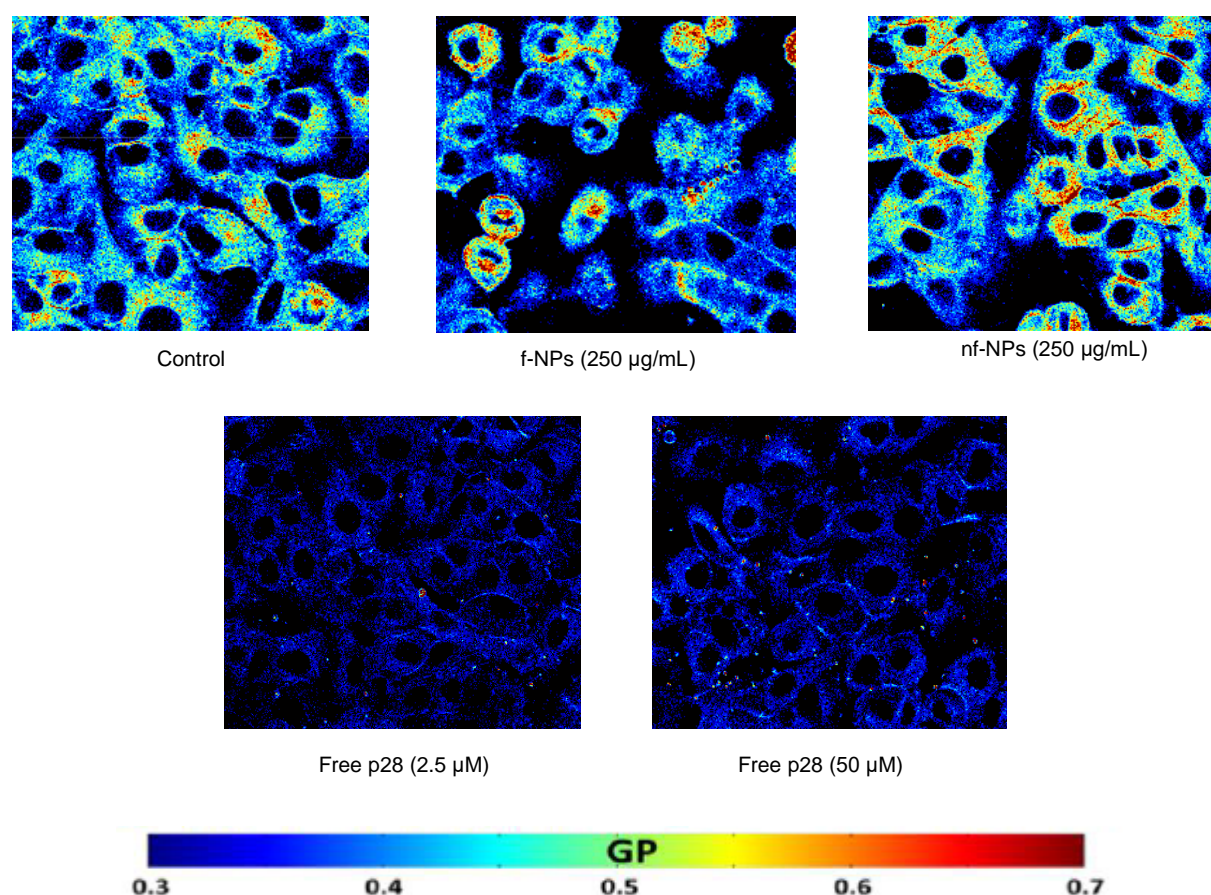 Control
f-NPs (250 µg/mL)
nf-NPs (250 µg/mL)
Free p28 (2.5 µM)
Free p28 (50 µM)
GP
0.3 0.4 0.5 0.6 0.7